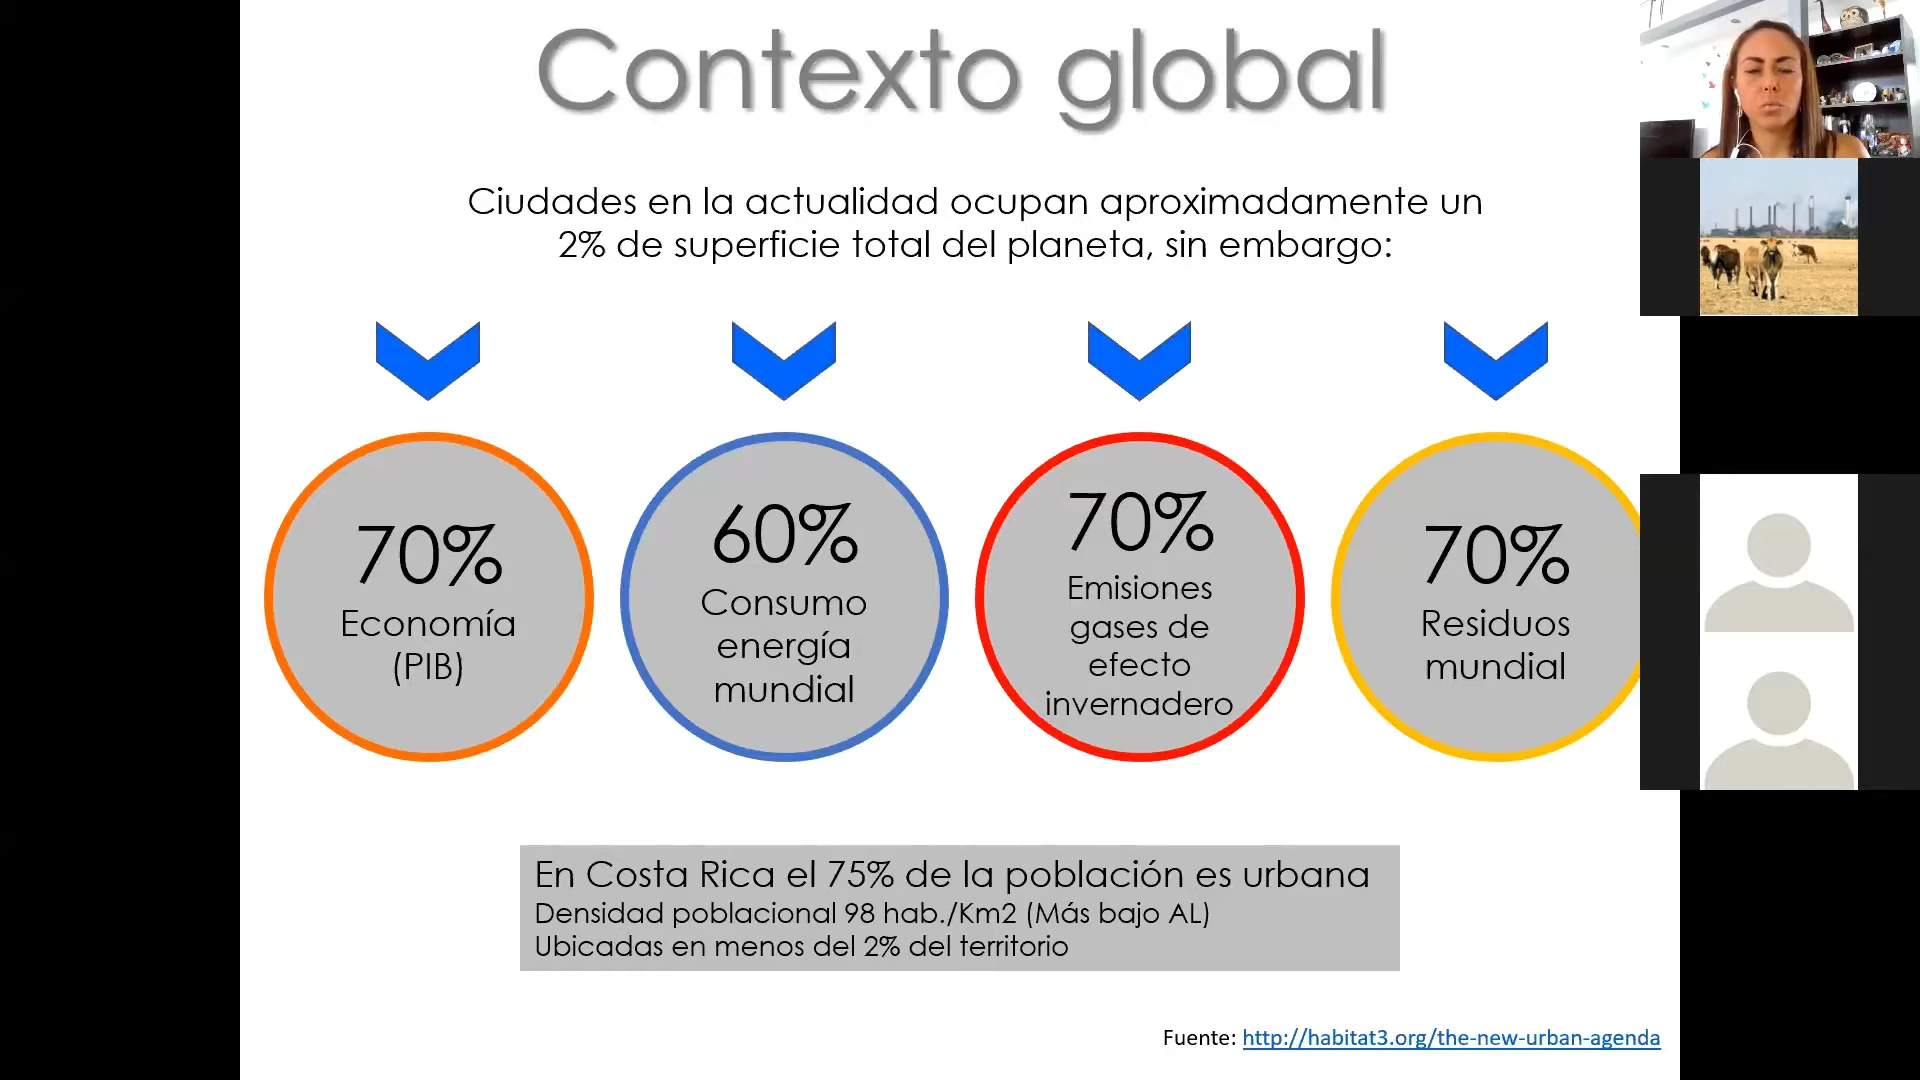 Contexto global
Ciudades en la actualidad ocupan aproximadamente un
2% de superficie total del planeta, sin embargo:
70%
Economía
(PIB)
60%
Consumo
energía
mundial
70%
Emisiones
gases de
efecto
invernadero
70%
Residuos
mundial
En Costa Rica el 75% de la población es urbana
Densidad poblacional 98 hab./Km2 (Más bajo AL)
Ubicadas en menos del 2% del territorio
Fuente: http://habitat3.org/the-new-urban-agenda